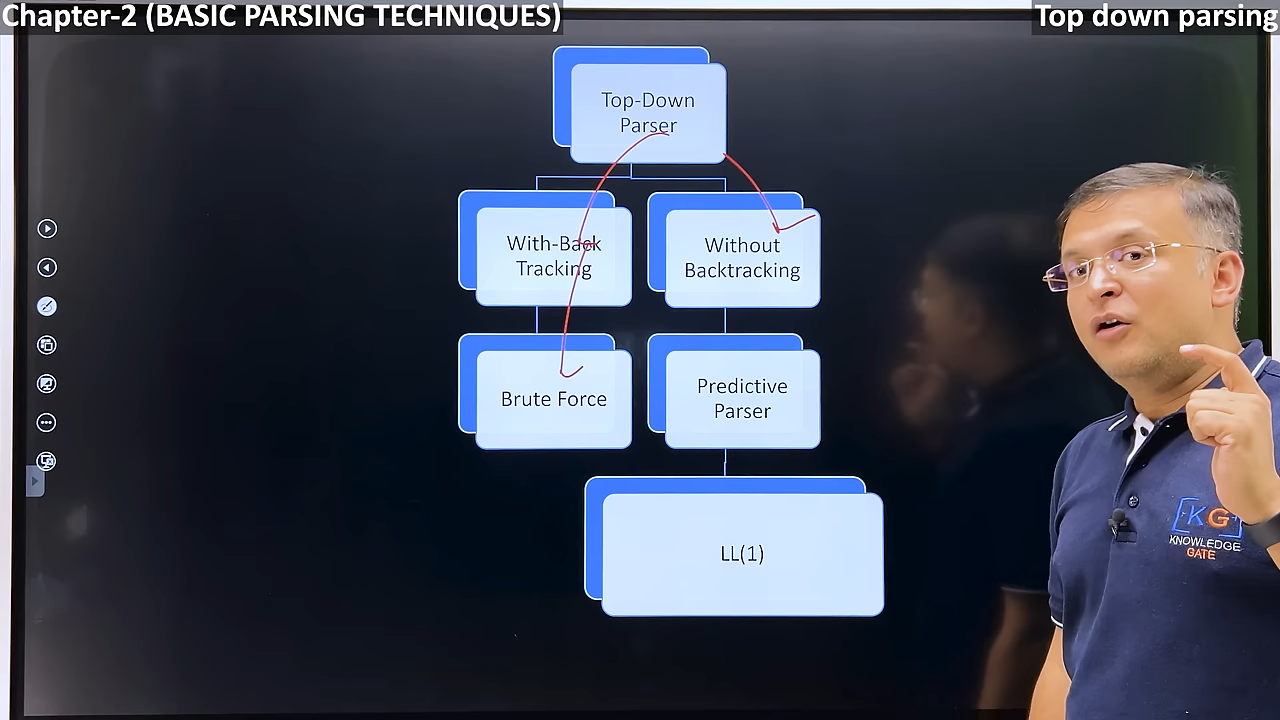 Chapter-2 (BASIC PARSING TECHNIQUES)
Top down parsing
Top-Down
Parser
With-Back
Tracking
Without
Backtracking
Brute Force
Predictive
Parser
LL(1)
KG
KNOWLEDGE
GATE